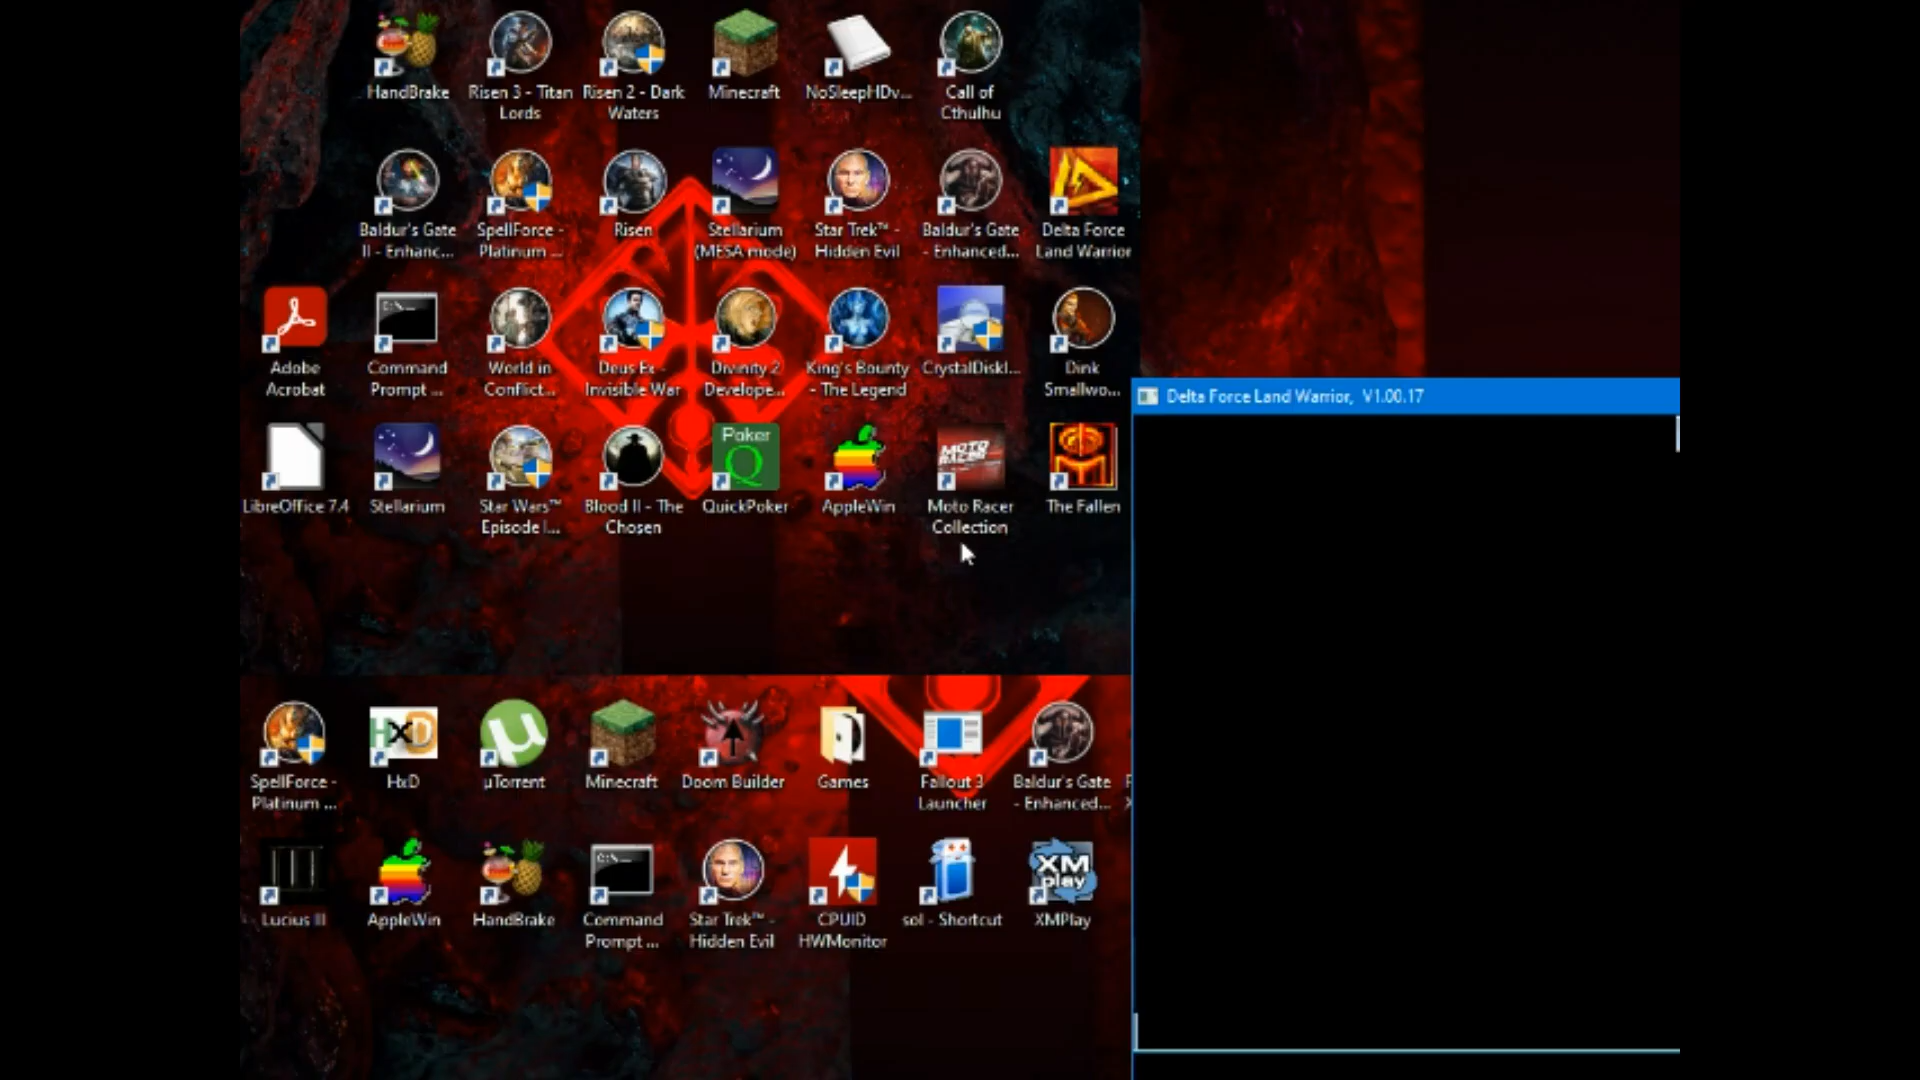 HandBrake
Risen 3 - Titan
Lords
Risen 2 - Dark
Waters
Minecraft
NoSleepHDv...
Call of
Cthulhu
Baldur's Gate
II - Enhanc...
SpellForce -
Platinum ...
Risen
Stellarium
(MESA mode)
Star Trek™ -
Hidden Evil
Baldur's Gate
- Enhanced...
Delta Force
Land Warrior
Adobe
Acrobat
C:\_
Command
Prompt ...
World in
Conflict...
Deus Ex -
Invisible War
Divinity 2
Develope...
King's Bounty
- The Legend
CrystalDiskI...
Dink
Smallwo...
Delta Force Land Warrior, V1.00.17
LibreOffice 7.4
Stellarium
Star Wars™
Episode I...
Blood II - The
Chosen
Poker
Q
QuickPoker
AppleWin
MOTO
RACER
Moto Racer
Collection
The Fallen
SpellForce -
Platinum ...
HxD
HxD
µ
µTorrent
Minecraft
Doom Builder
Games
Fallout 3
Launcher
Baldur's Gate
- Enhanced...
Lucius III
AppleWin
HandBrake
C:\_
Command
Prompt ...
Star Trek™ -
Hidden Evil
CPUID
HWMonitor
sol - Shortcut
XM
play
XMPlay